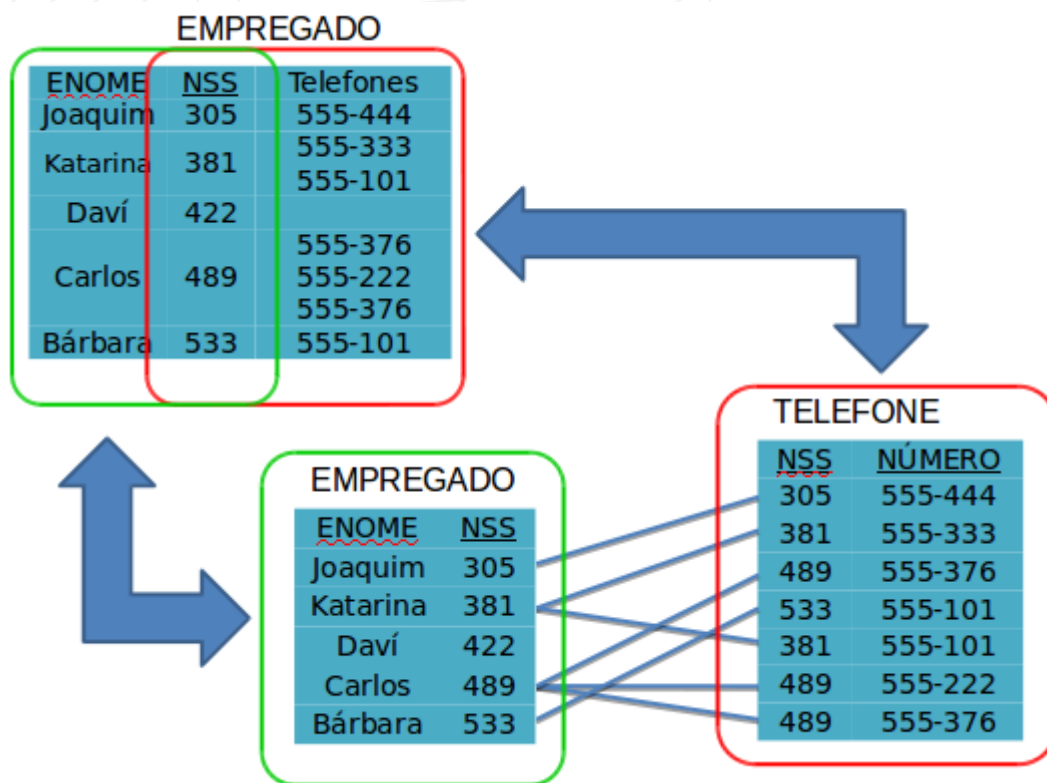 EMPREGADO
ENOME NSS Telefones
Joaquim 305 555-444
Katarina 381 555-333
555-101
Daví 422
Carlos 489 555-376
555-222
555-376
Bárbara 533 555-101
EMPREGADO
ENOME NSS
Joaquim 305
Katarina 381
Daví 422
Carlos 489
Bárbara 533
TELEFONE
NSS NÚMERO
305 555-444
381 555-333
489 555-376
533 555-101
381 555-101
489 555-222
489 555-376